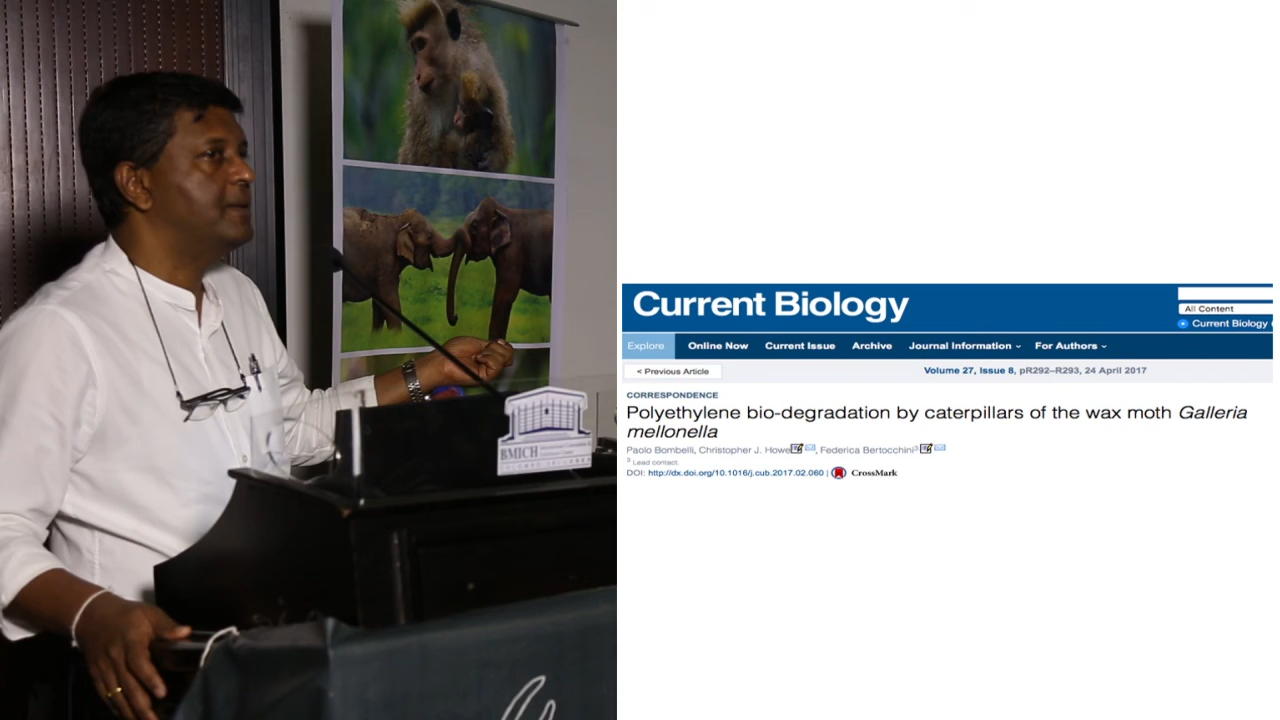 BMICH
Current Biology
All Content
Current Biology
Explore Online Now Current Issue Archive Journal Information For Authors
< Previous Article
Volume 27, Issue 8, pR292–R293, 24 April 2017
CORRESPONDENCE
Polyethylene bio-degradation by caterpillars of the wax moth Galleria
mellonella
Paolo Bombelli, Christopher J. Howe, Federica Bertocchini³
³ Lead contact.
DOI: http://dx.doi.org/10.1016/j.cub.2017.02.060 | CrossMark